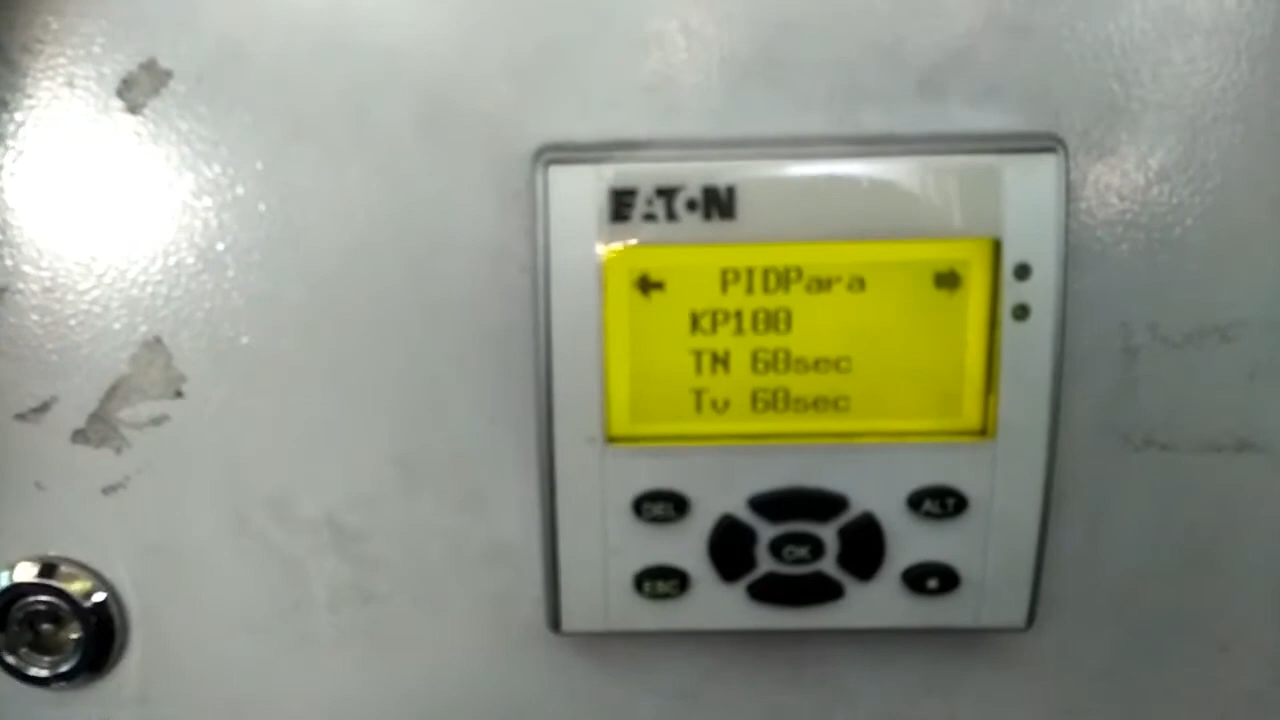 EATON
← PIDPara →
KP100
TN 60sec
Tv 60sec
DEL
ALT
OK
ESC
*